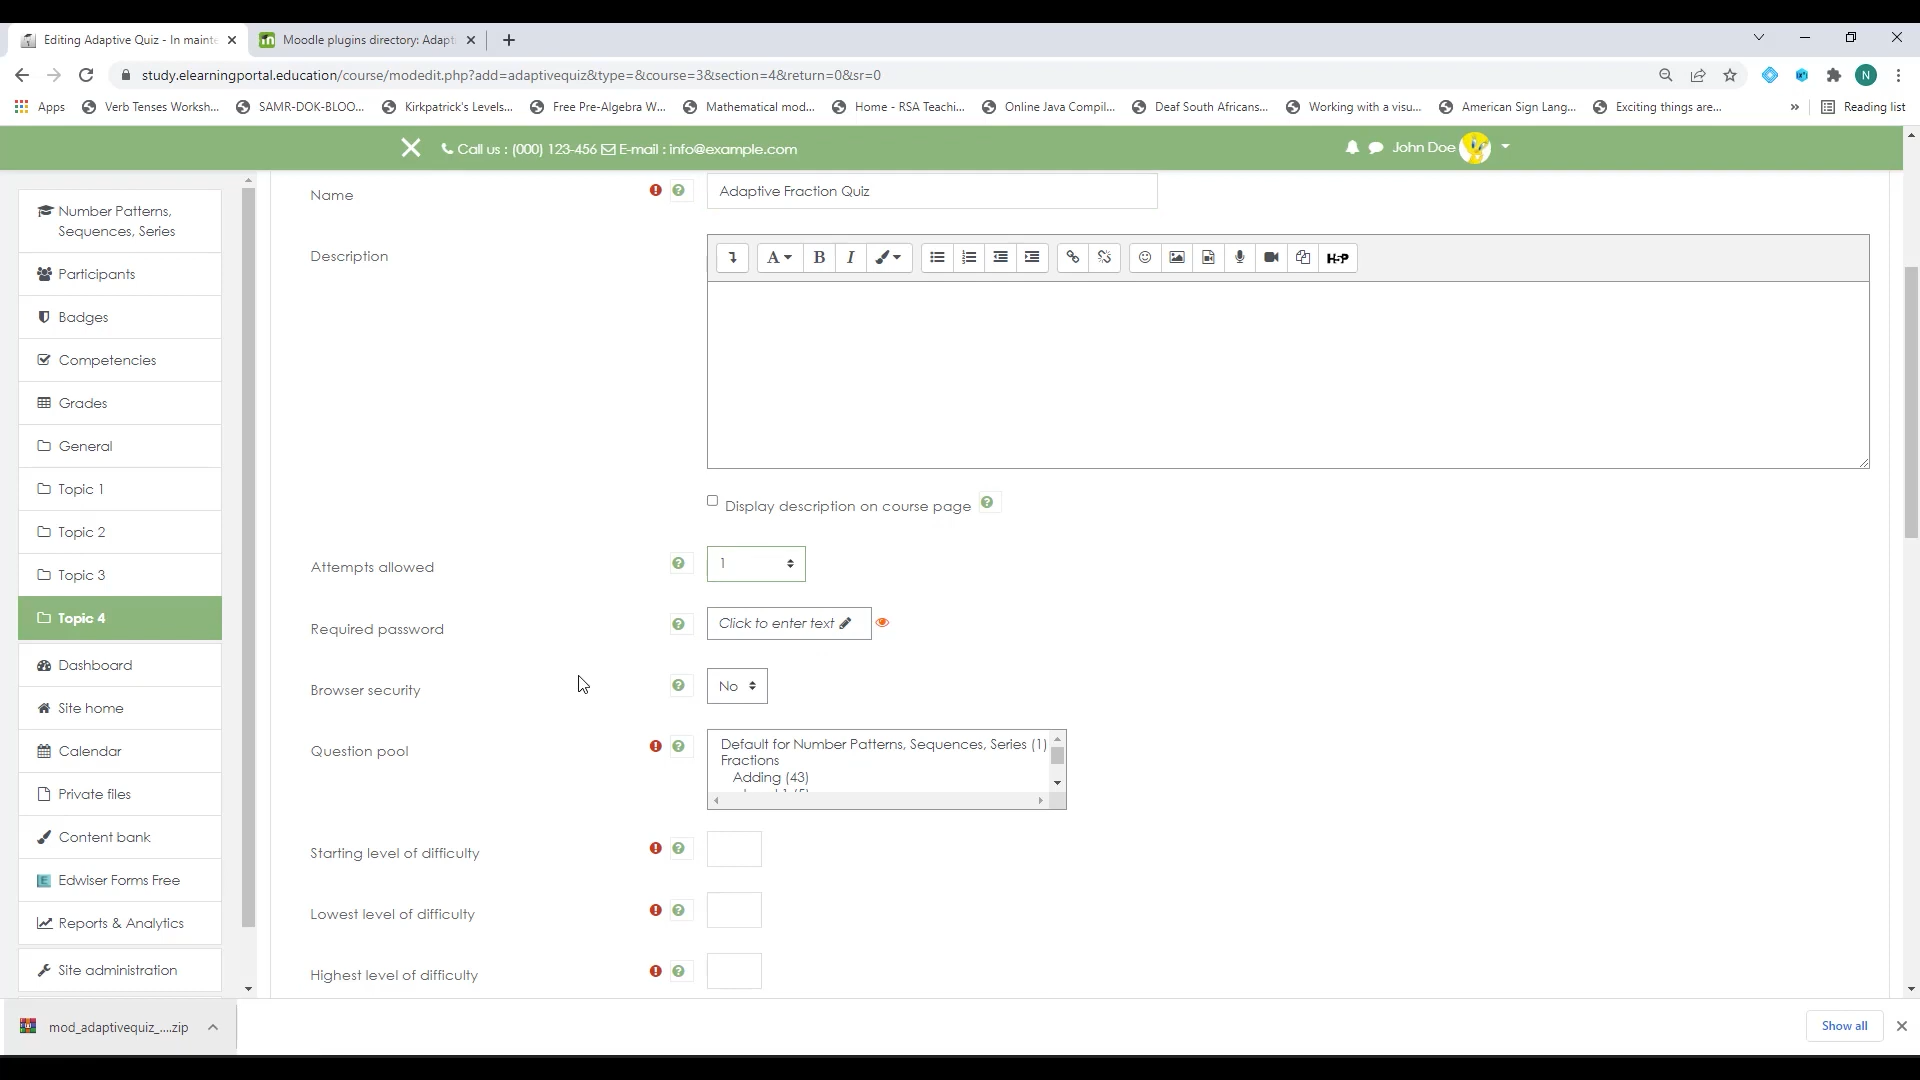 Editing Adaptive Quiz - In mainte
Moodle plugins directory: Adapt
study.elearningportal.education/course/modedit.php?add=adaptivequiz&type=&course=3&section=4&return=0&sr=0
N
Apps
Verb Tenses Worksh...
SAMR-DOK-BLOO...
Kirkpatrick's Levels...
Free Pre-Algebra W...
Mathematical mod...
Home - RSA Teachi...
Online Java Compil...
Deaf South Africans...
Working with a visu...
American Sign Lang...
Exciting things are...
»
Reading list
Call us : (000) 123-456 E-mail : info@example.com
John Doe
Number Patterns,
Sequences, Series
Participants
Badges
Competencies
Grades
General
Topic 1
Topic 2
Topic 3
Topic 4
Dashboard
Site home
Calendar
Private files
Content bank
Edwiser Forms Free
Reports & Analytics
Site administration
Name
Adaptive Fraction Quiz
Description
A B I
H-P
Display description on course page
Attempts allowed
1
Required password
Click to enter text
Browser security
No
Question pool
Default for Number Patterns, Sequences, Series (1)
Fractions
Adding (43)
Starting level of difficulty
Lowest level of difficulty
Highest level of difficulty
mod_adaptivequiz_....zip
Show all